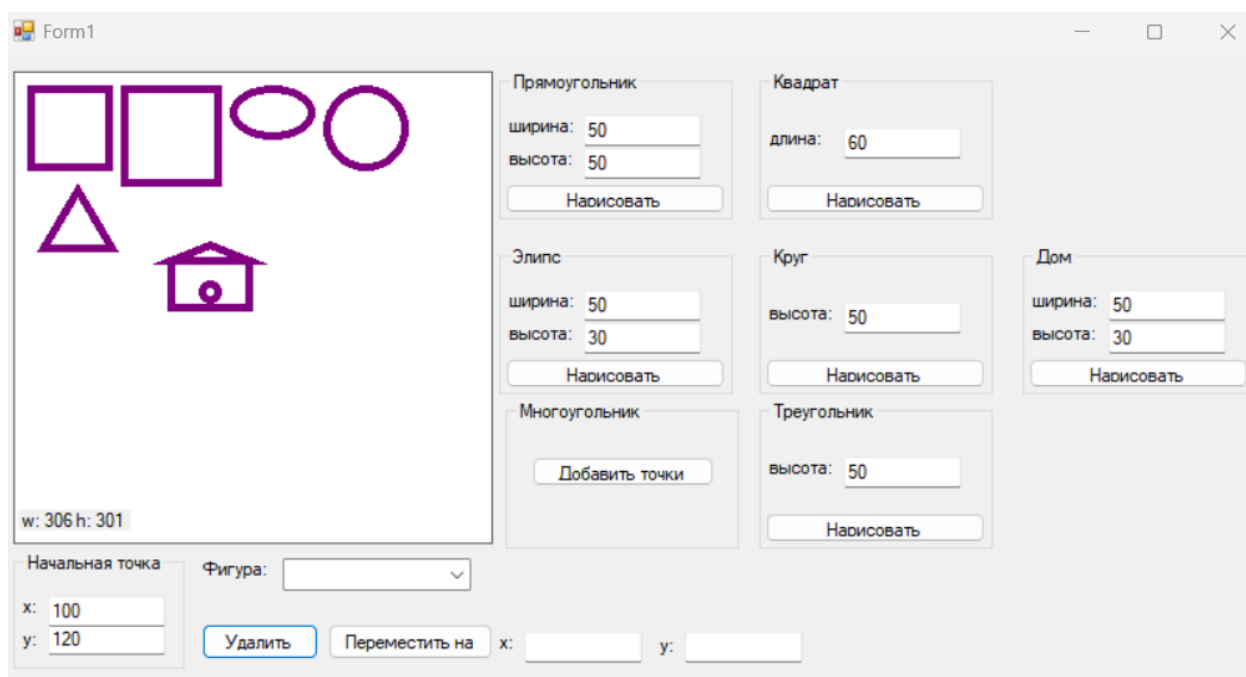 Form1
Прямоугольник
ширина: 50
высота: 50
Нарисовать
Квадрат
длина: 60
Нарисовать
Элипс
ширина: 50
высота: 30
Нарисовать
Круг
высота: 50
Нарисовать
Дом
ширина: 50
высота: 30
Нарисовать
Многоугольник
Добавить точки
Треугольник
высота: 50
Нарисовать
w: 306 h: 301
Начальная точка
x: 100
y: 120
Фигура:
Удалить
Переместить на
x:
y: